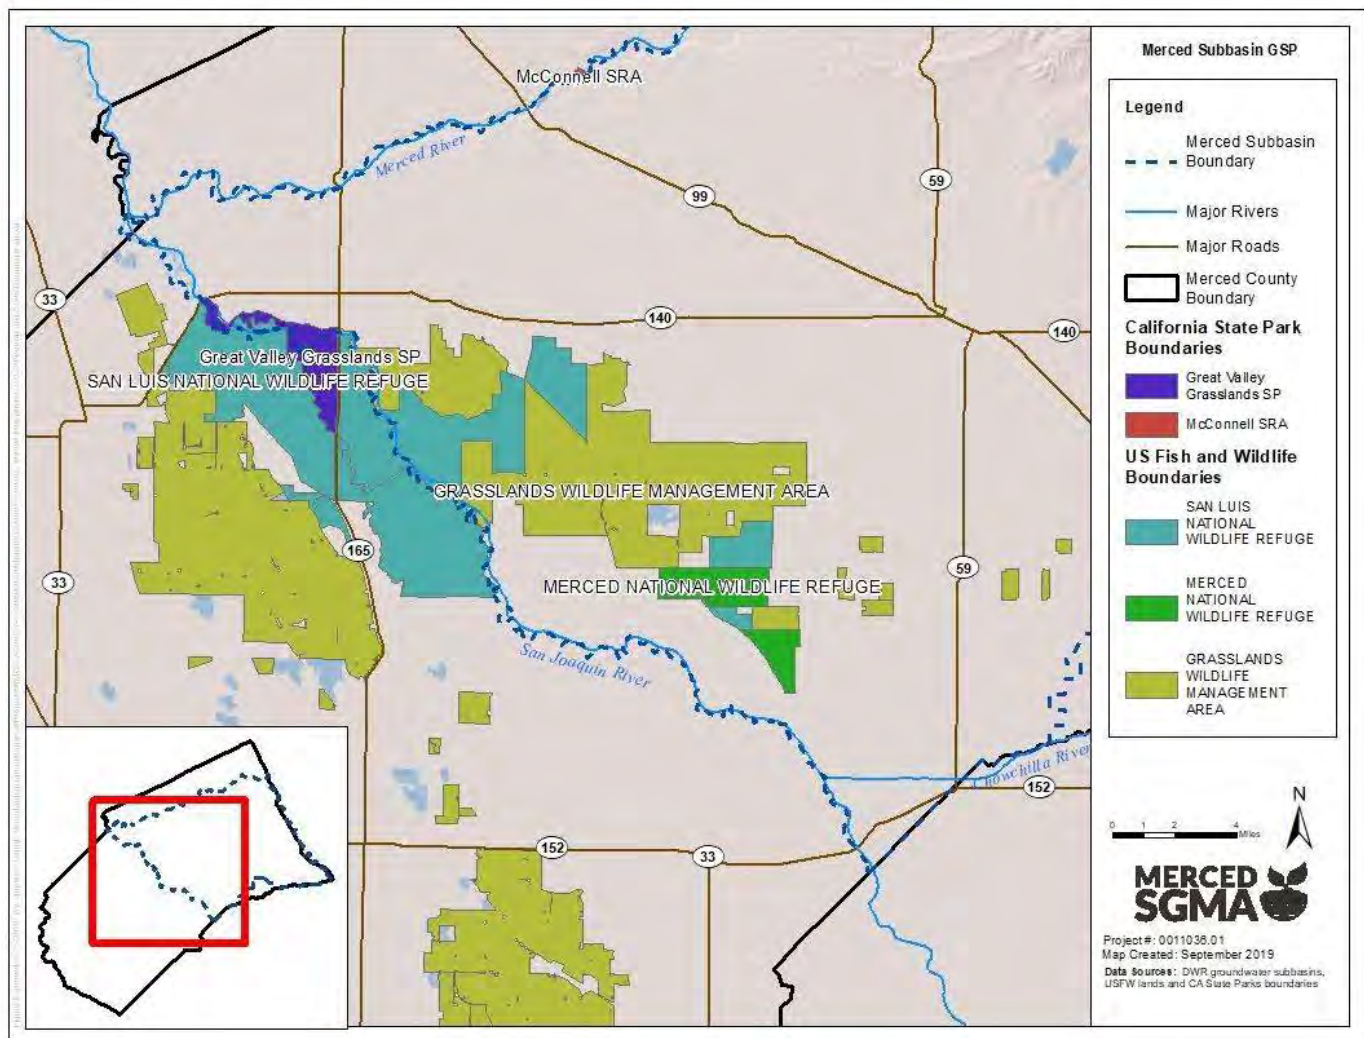 McConnell SRA
Merced River
99
59
33
140
140
Great Valley Grasslands SP
SAN LUIS NATIONAL WILDLIFE REFUGE
GRASSLANDS WILDLIFE MANAGEMENT AREA
165
59
33
MERCED NATIONAL WILDLIFE REFUGE
San Joaquin River
Chowchilla River
152
152
33
Merced Subbasin GSP
Legend
Merced Subbasin
Boundary
Major Rivers
Major Roads
Merced County
Boundary
California State Park
Boundaries
Great Valley
Grasslands SP
McConnell SRA
US Fish and Wildlife
Boundaries
SAN LUIS
NATIONAL
WILDLIFE REFUGE
MERCED
NATIONAL
WILDLIFE REFUGE
GRASSLANDS
WILDLIFE
MANAGEMENT
AREA
N
0 1 2 4
Miles
MERCED
SGMA
Project #: 0011036.01
Map Created: September 2019
Data Sources: DWR groundwater subbasins,
USFW lands and CA State Parks boundaries